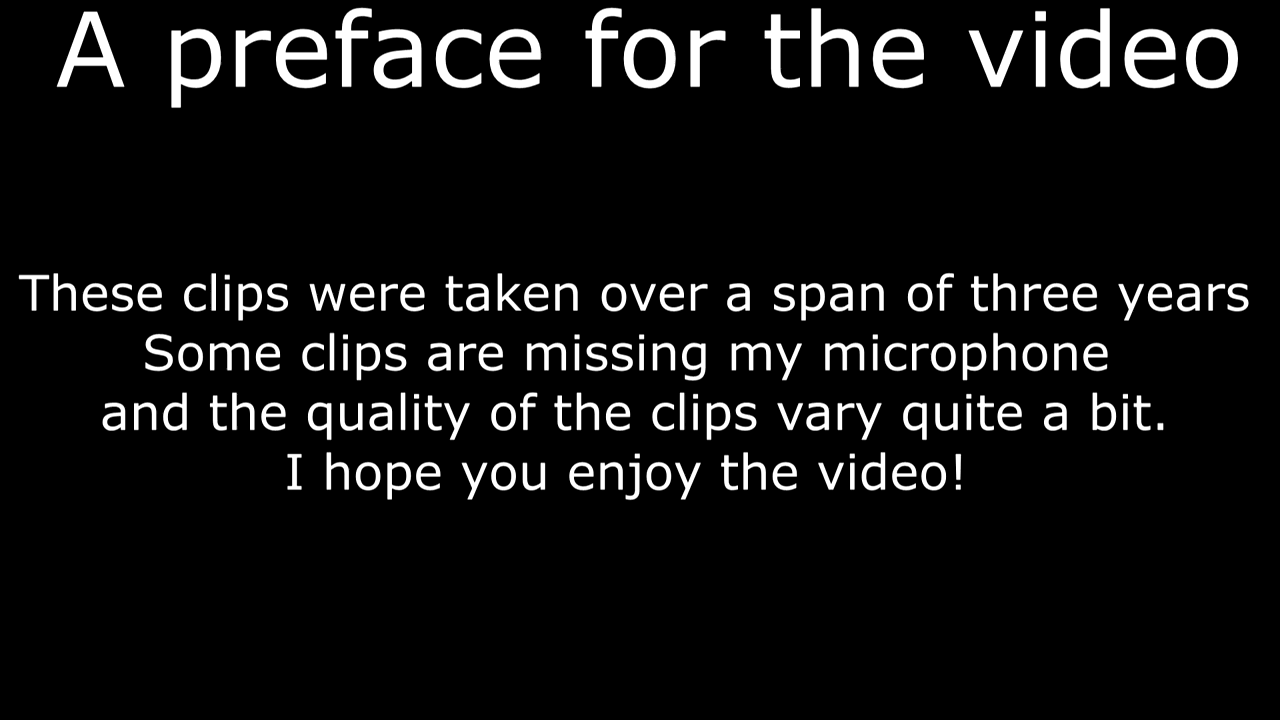 A preface for the video
These clips were taken over a span of three years
Some clips are missing my microphone
and the quality of the clips vary quite a bit.
I hope you enjoy the video!